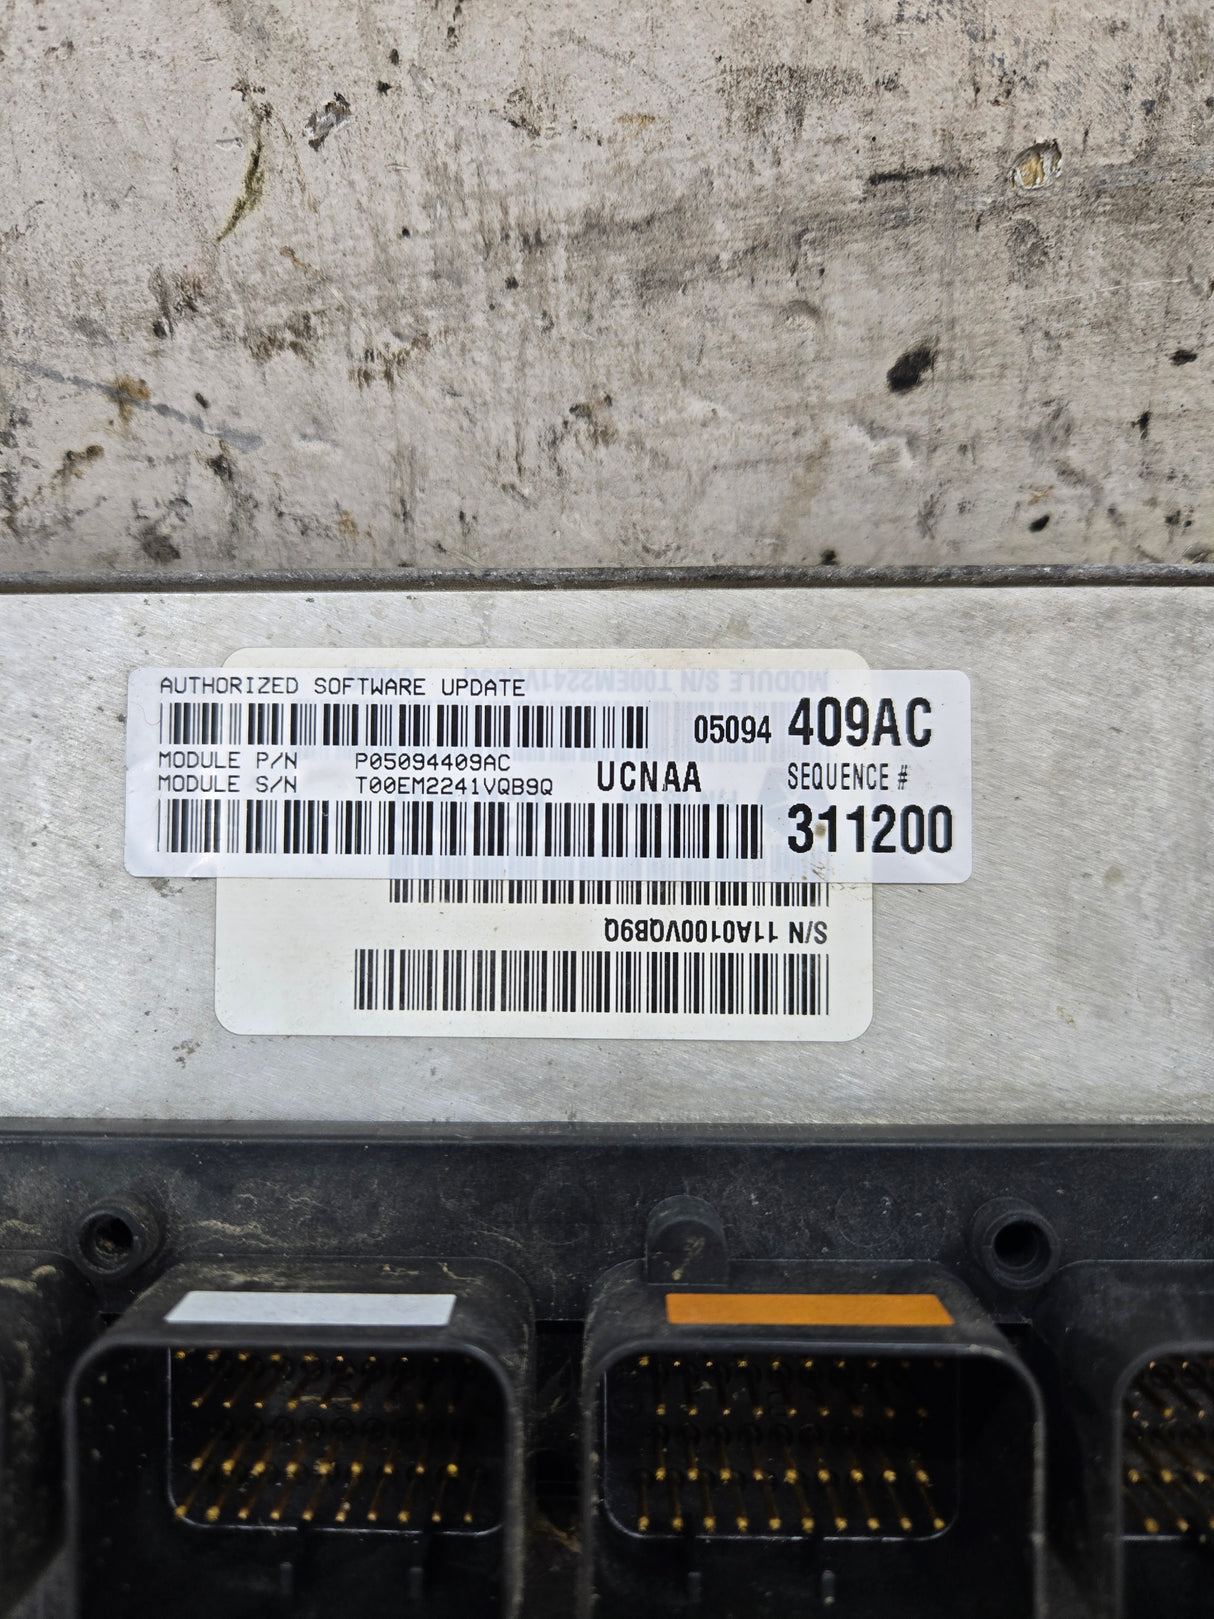 AUTHORIZED SOFTWARE UPDATE
05094 409AC
MODULE P/N P05094409AC
MODULE S/N T00EM2241VQB9Q
UCNAA
SEQUENCE #
311200
S/N 11A0100VQB9Q